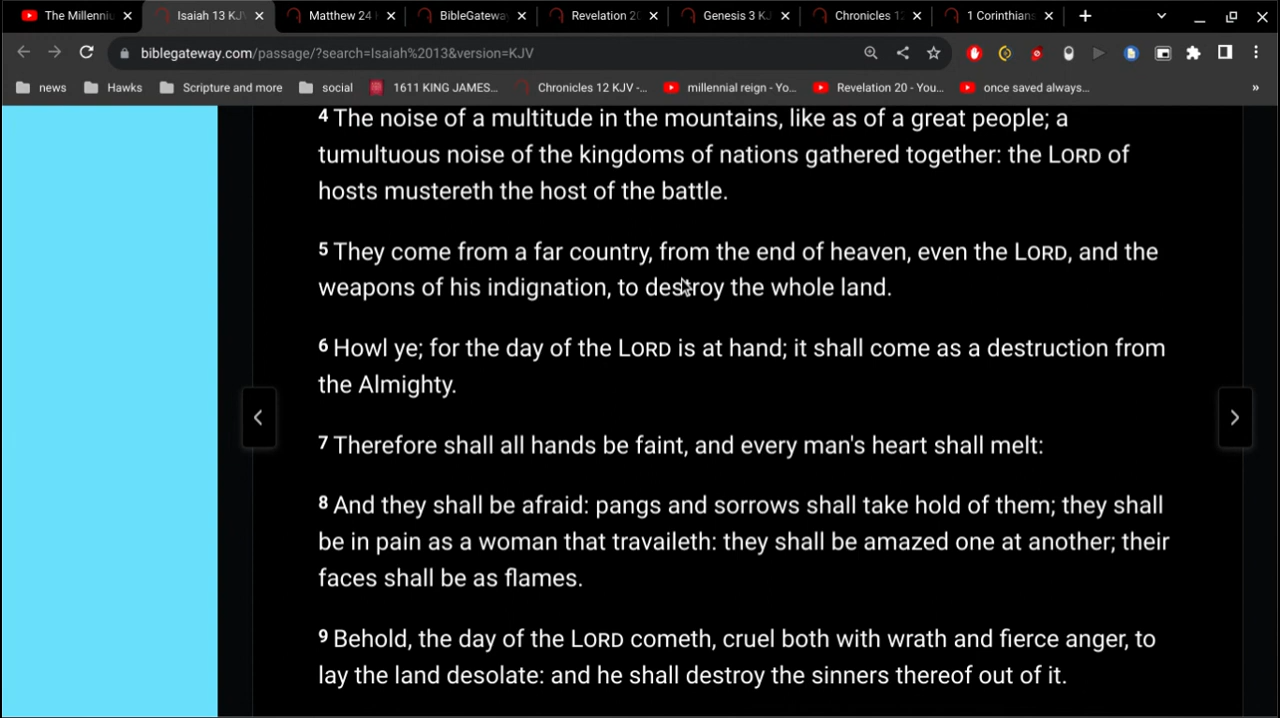 The Millenniu
Isaiah 13 KJV
Matthew 24
BibleGateway
Revelation 20
Genesis 3 KJ
Chronicles 12
1 Corinthians
biblegateway.com/passage/?search=Isaiah%2013&version=KJV
news
Hawks
Scripture and more
social
1611 KING JAMES...
Chronicles 12 KJV -...
millennial reign - Yo...
Revelation 20 - You...
once saved always...
»
4 The noise of a multitude in the mountains, like as of a great people; a
tumultuous noise of the kingdoms of nations gathered together: the LORD of
hosts mustereth the host of the battle.
5 They come from a far country, from the end of heaven, even the LORD, and the
weapons of his indignation, to destroy the whole land.
6 Howl ye; for the day of the LORD is at hand; it shall come as a destruction from
the Almighty.
7 Therefore shall all hands be faint, and every man's heart shall melt:
8 And they shall be afraid: pangs and sorrows shall take hold of them; they shall
be in pain as a woman that travaileth: they shall be amazed one at another; their
faces shall be as flames.
9 Behold, the day of the LORD cometh, cruel both with wrath and fierce anger, to
lay the land desolate: and he shall destroy the sinners thereof out of it.